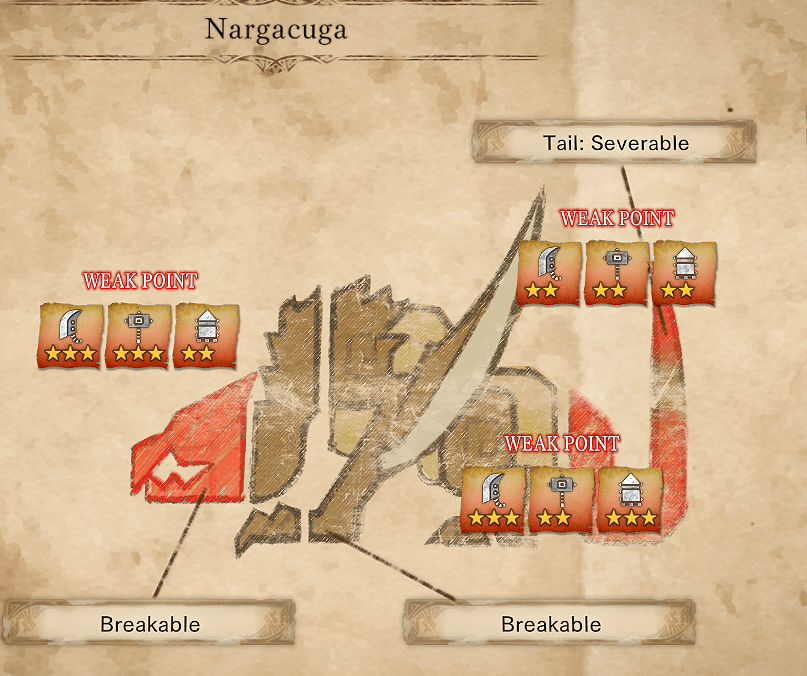 Nargacuga
Tail: Severable
WEAK POINT
WEAK POINT
WEAK POINT
Breakable
Breakable